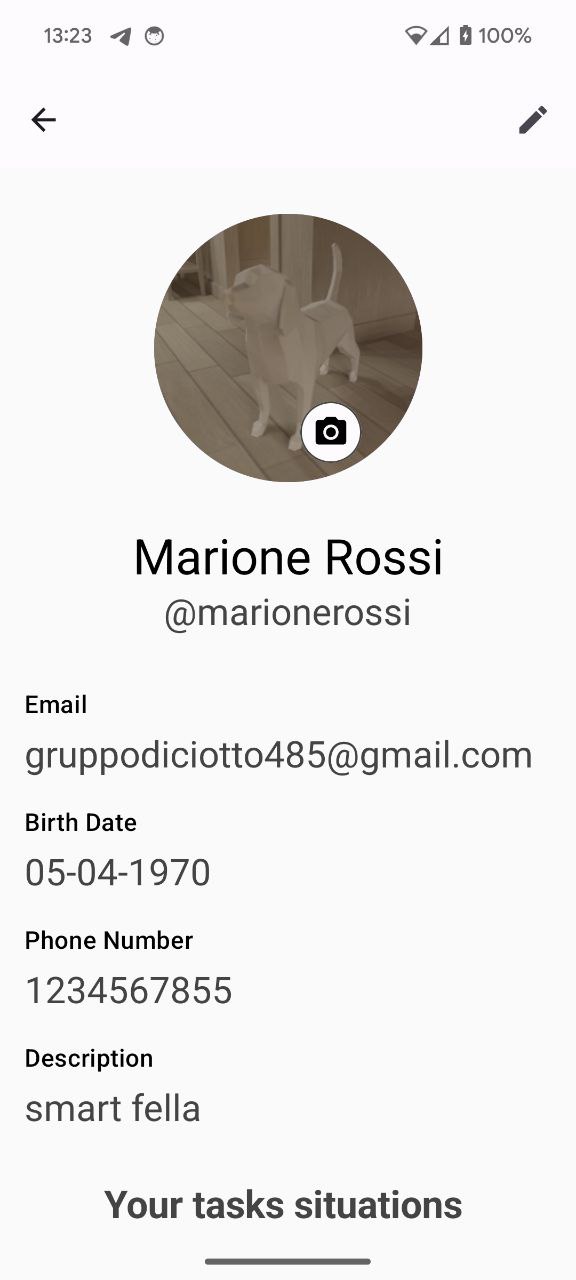 13:23 100%
Marione Rossi
@marionerossi
Email
gruppodiciotto485@gmail.com
Birth Date
05-04-1970
Phone Number
1234567855
Description
smart fella
Your tasks situations